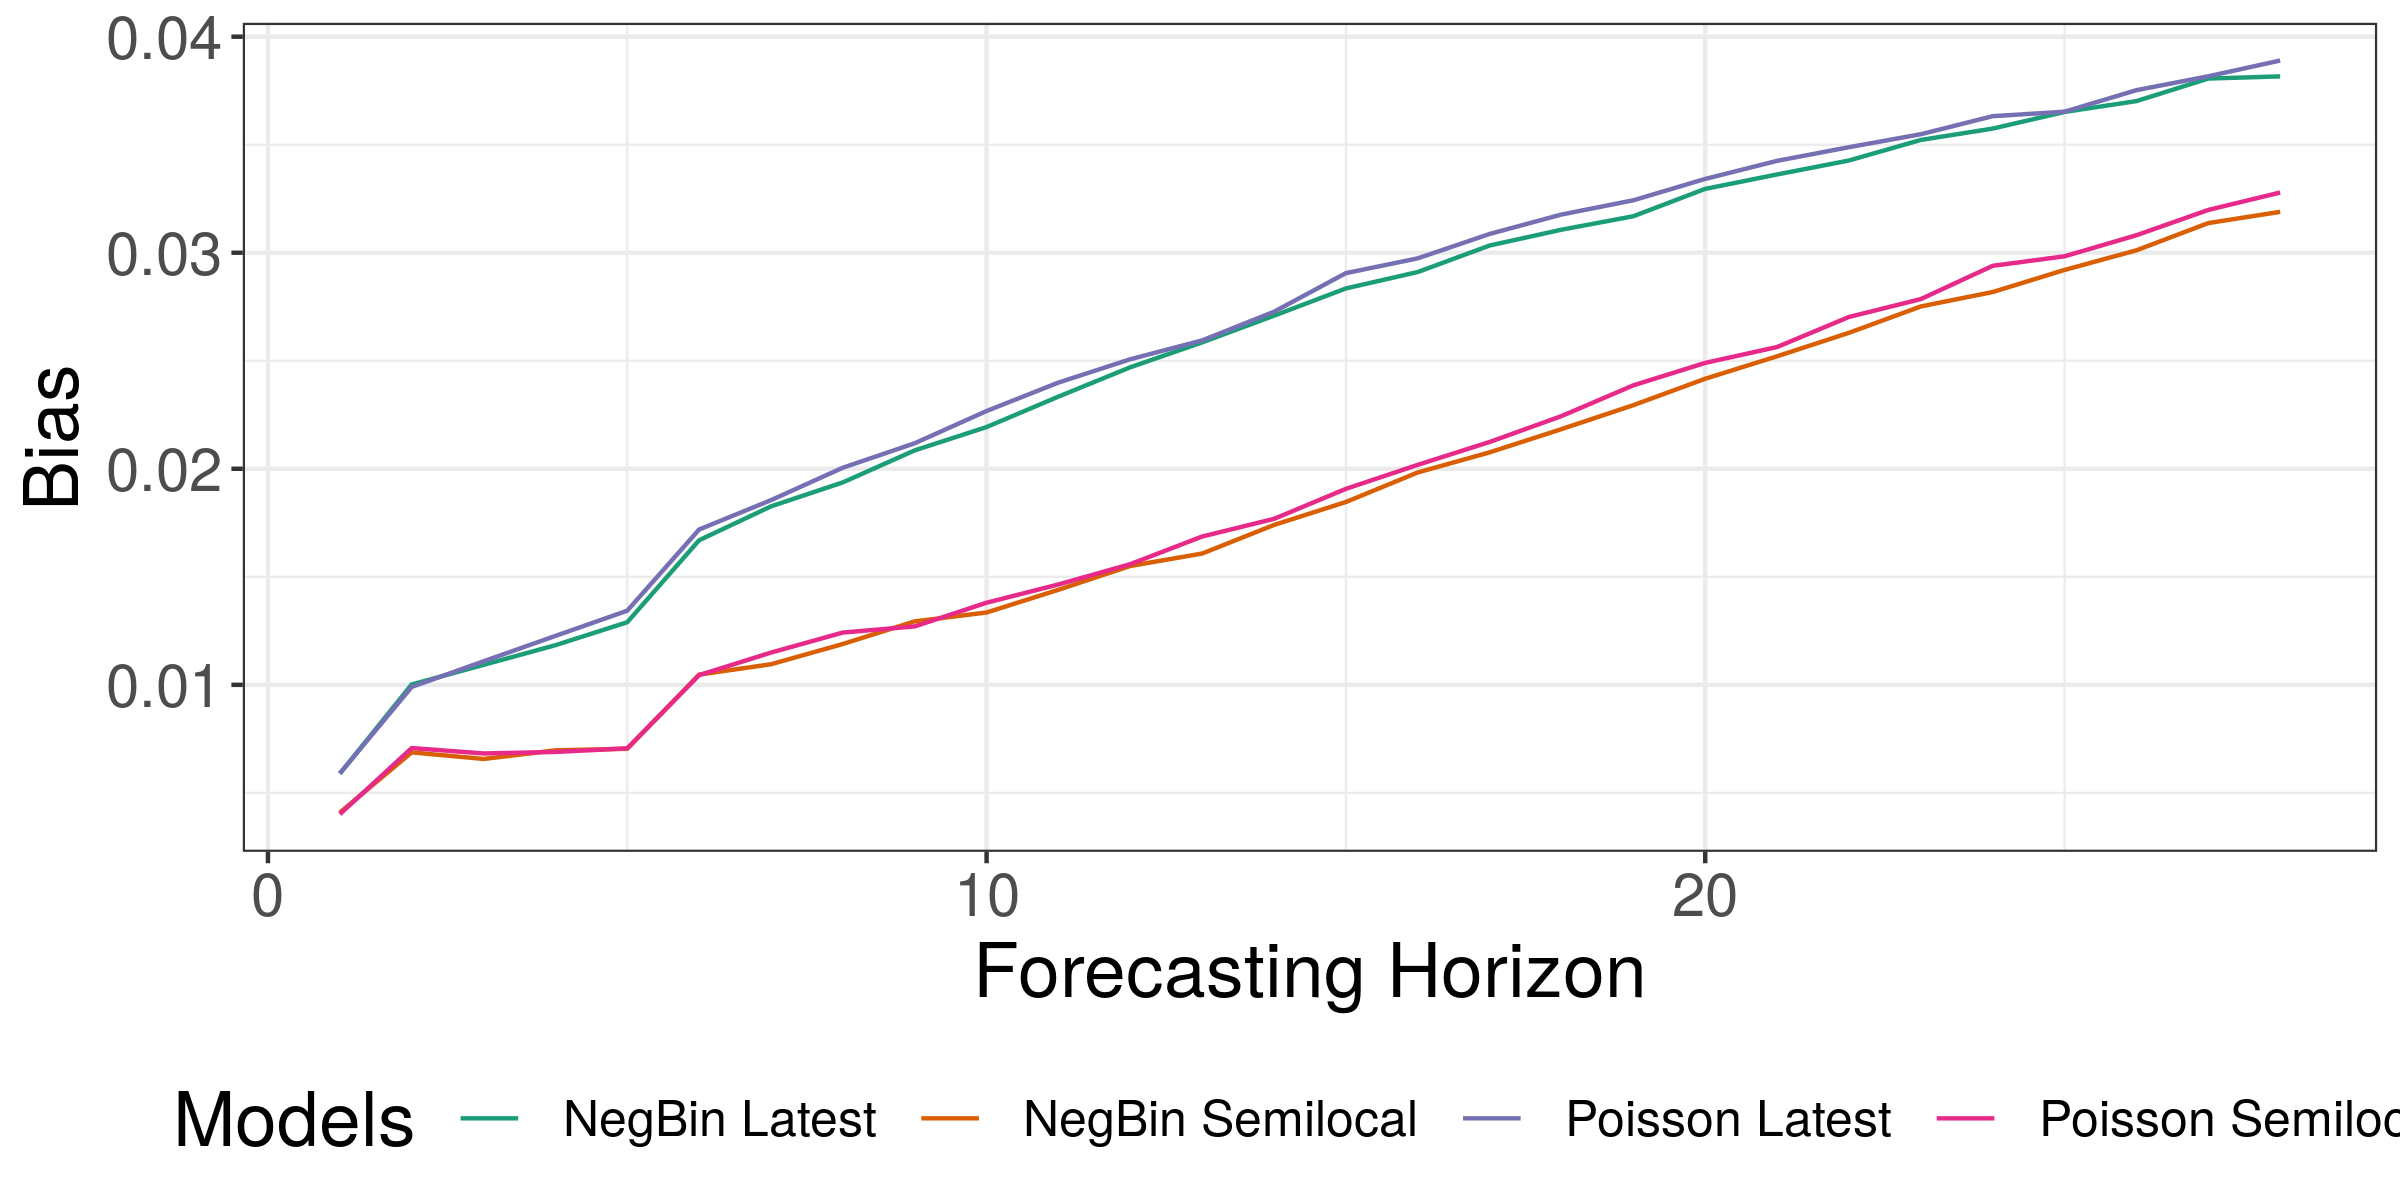 0.04
0.03
0.02
0.01
Bias
0 10 20
Forecasting Horizon
Models NegBin Latest NegBin Semilocal Poisson Latest Poisson